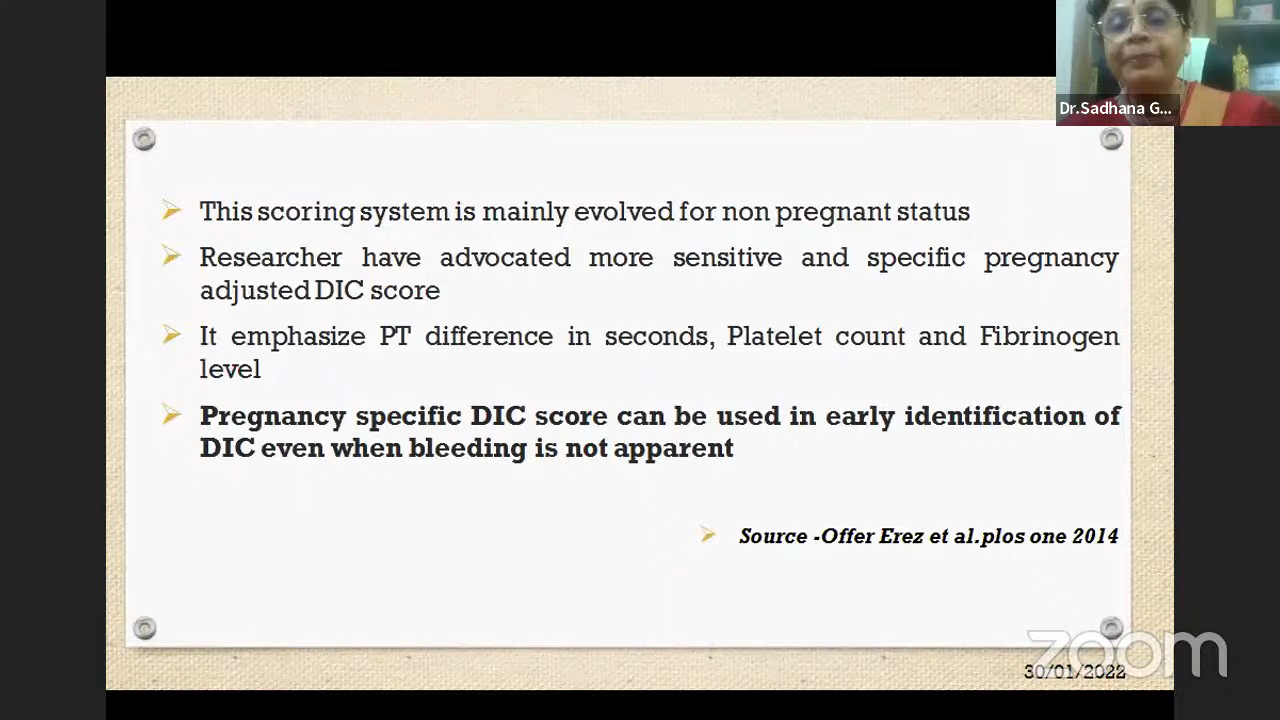 Dr.Sadhana G...
This scoring system is mainly evolved for non pregnant status
Researcher have advocated more sensitive and specific pregnancy
adjusted DIC score
It emphasize PT difference in seconds, Platelet count and Fibrinogen
level
Pregnancy specific DIC score can be used in early identification of
DIC even when bleeding is not apparent
Source -Offer Erez et al.plos one 2014
zoom
30/01/2022